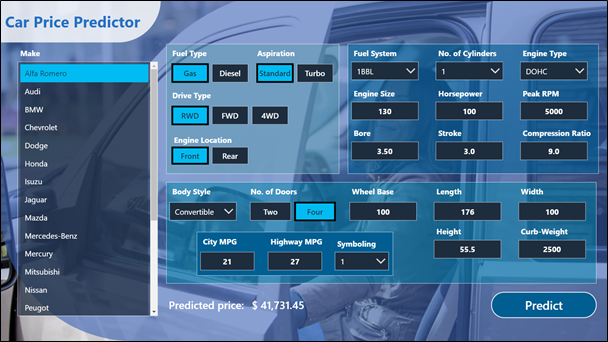 Car Price Predictor
Make
Alfa Romero
Audi
BMW
Chevrolet
Dodge
Honda
Isuzu
Jaguar
Mazda
Mercedes-Benz
Mercury
Mitsubishi
Nissan
Peugot
Fuel Type Aspiration
Gas Diesel Standard Turbo
Drive Type
RWD FWD 4WD
Engine Location
Front Rear
Fuel System No. of Cylinders Engine Type
1BBL 1 DOHC
Engine Size Horsepower Peak RPM
130 100 5000
Bore Stroke Compression Ratio
3.50 3.0 9.0
Body Style No. of Doors Wheel Base Length Width
Convertible Two Four 100 176 100
Height Curb-Weight
55.5 2500
City MPG Highway MPG Symboling
21 27 1
Predicted price: $ 41,731.45
Predict